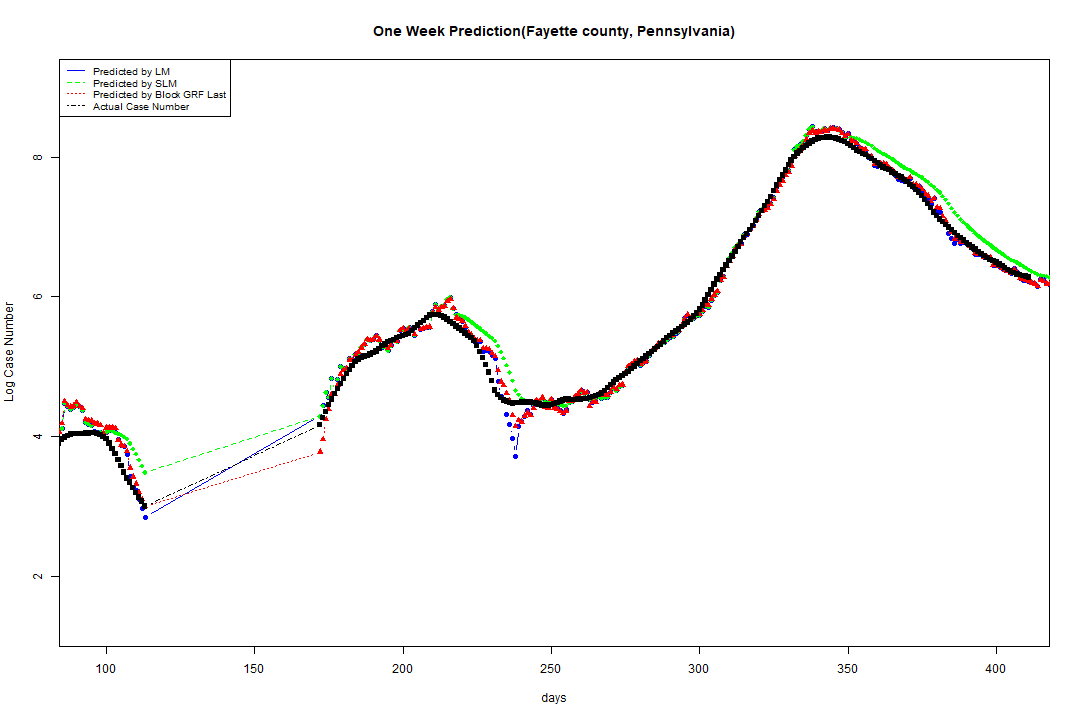 One Week Prediction(Fayette county, Pennsylvania)
Predicted by LM
Predicted by SLM
Predicted by Block GRF Last
Actual Case Number
8
6
4
2
Log Case Number
100 150 200 250 300 350 400
days